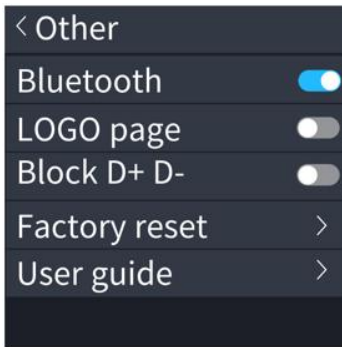 Other
Bluetooth
LOGO page
Block D+ D-
Factory reset
User guide